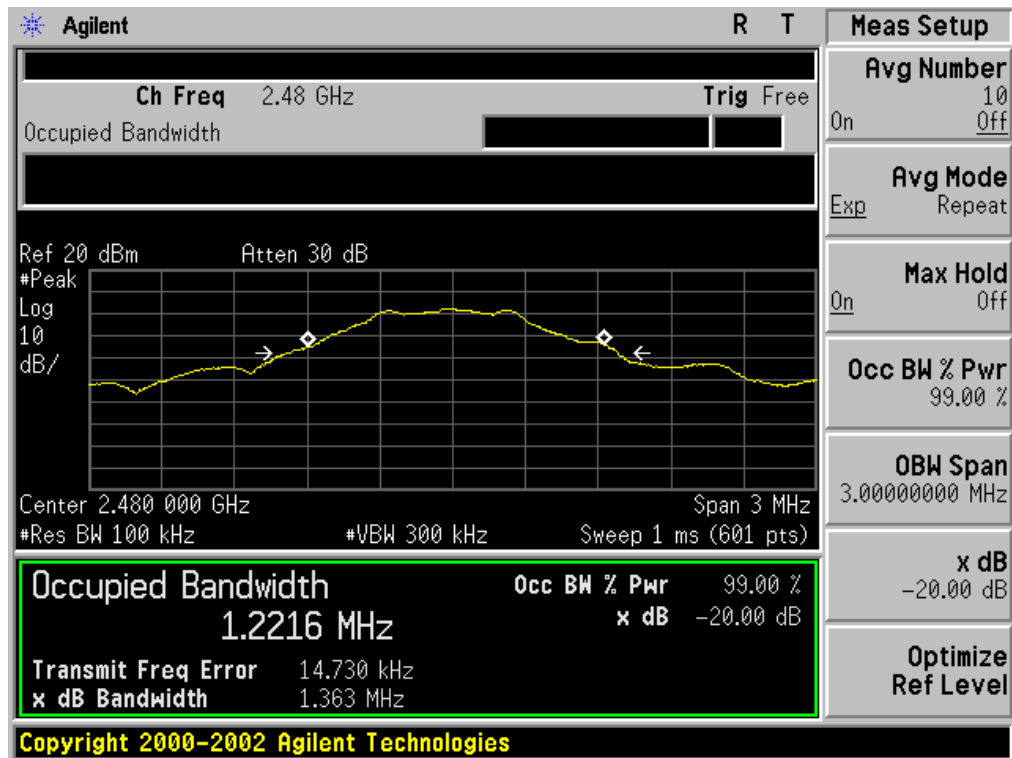 Agilent R T
Ch Freq 2.48 GHz Trig Free
Occupied Bandwidth
Ref 20 dBm Atten 30 dB
#Peak
Log
10
dB/
Center 2.480 000 GHz Span 3 MHz
#Res BW 100 kHz #VBW 300 kHz Sweep 1 ms (601 pts)
Occupied Bandwidth Occ BW % Pwr 99.00 %
1.2216 MHz x dB -20.00 dB
Transmit Freq Error 14.730 kHz
x dB Bandwidth 1.363 MHz
Copyright 2000-2002 Agilent Technologies
Meas Setup
Avg Number
10
On Off
Avg Mode
Exp Repeat
Max Hold
On Off
Occ BW % Pwr
99.00 %
OBW Span
3.00000000 MHz
x dB
-20.00 dB
Optimize
Ref Level